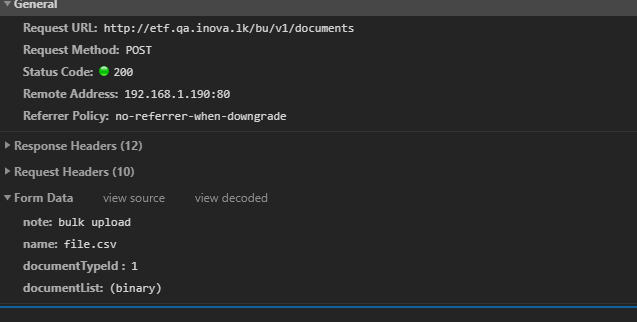 General
Request URL: http://etf.qa.inova.lk/bu/v1/documents
Request Method: POST
Status Code: 200
Remote Address: 192.168.1.190:80
Referrer Policy: no-referrer-when-downgrade
Response Headers (12)
Request Headers (10)
Form Data view source view decoded
note: bulk upload
name: file.csv
documentTypeId : 1
documentList: (binary)